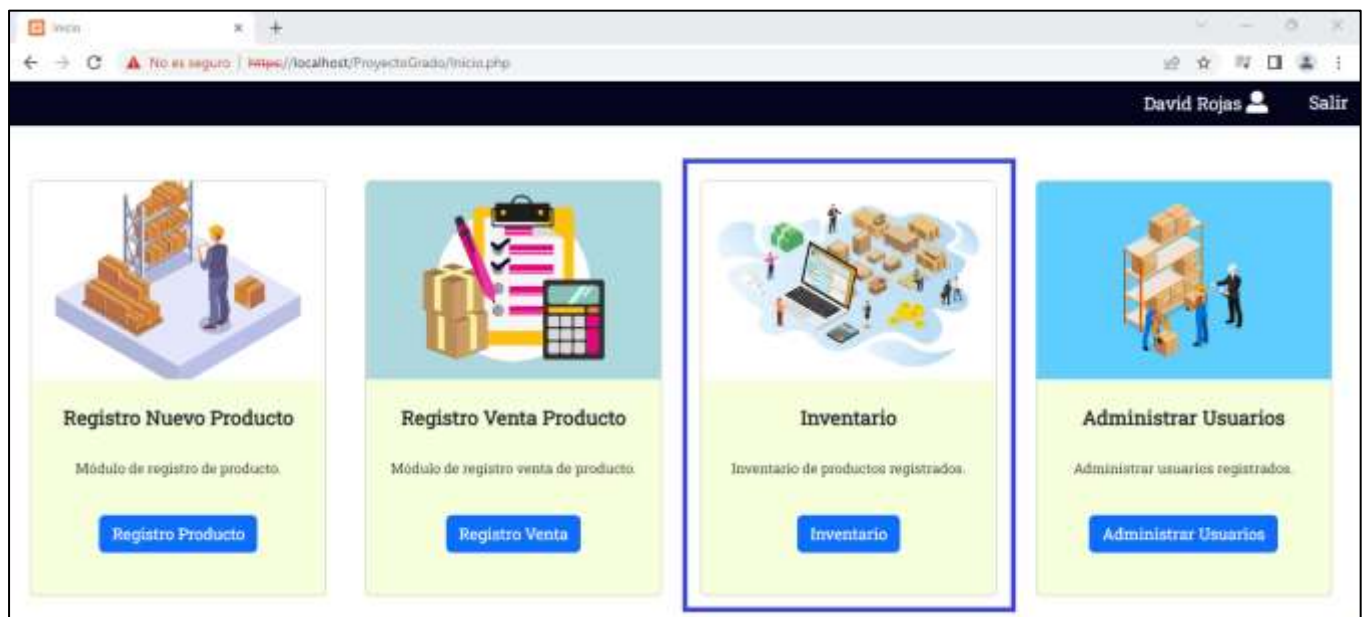 Inicio
No es seguro | https://localhost/ProyectoGrado/Inicio.php
David Rojas Salir
Registro Nuevo Producto
Módulo de registro de producto.
Registro Producto
Registro Venta Producto
Módulo de registro venta de producto.
Registro Venta
Inventario
Inventario de productos registrados.
Inventario
Administrar Usuarios
Administrar usuarios registrados.
Administrar Usuarios